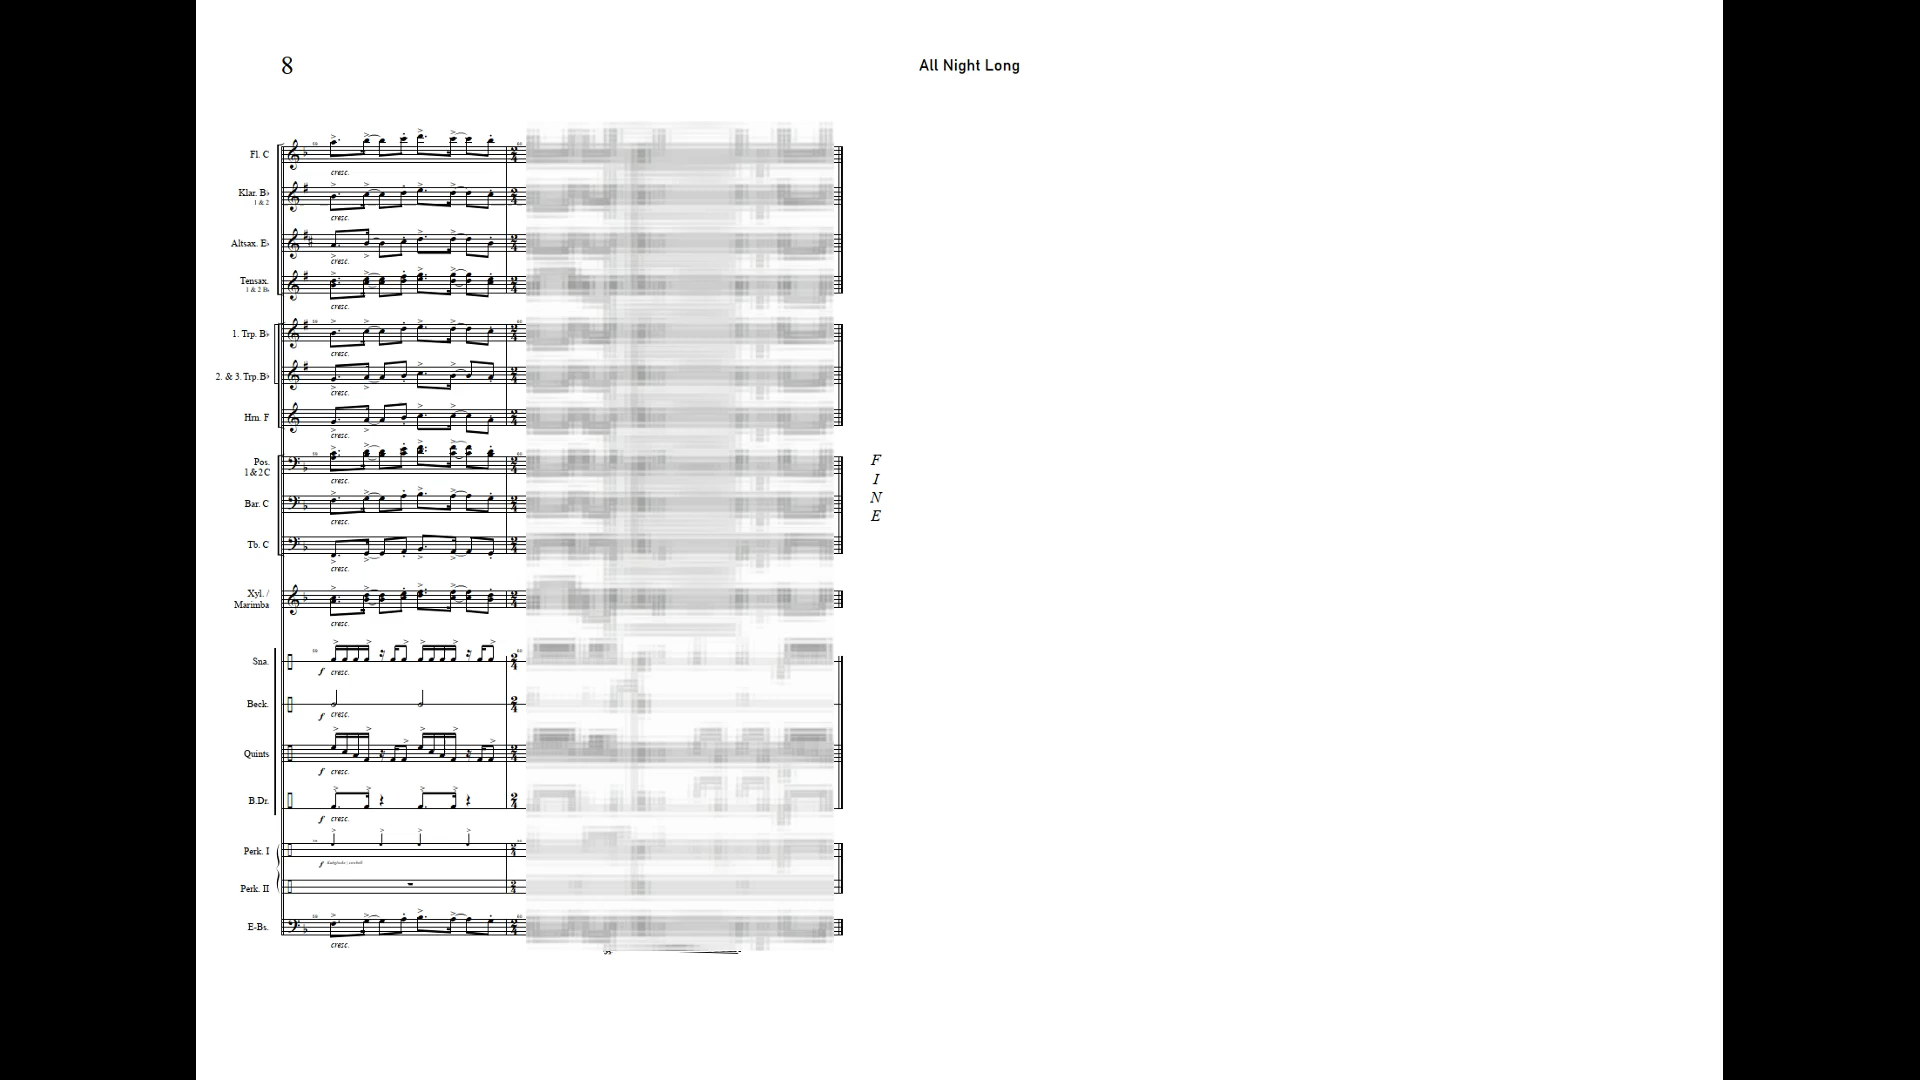 8
All Night Long
Fl. C
cresc.
Klar. B♭
1 & 2
cresc.
Altsax. E♭
cresc.
Tensax.
1 & 2 B♭
cresc.
1. Trp. B♭
cresc.
2. & 3. Trp. B♭
cresc.
Hrn. F
cresc.
Pos.
1 & 2 C
cresc.
Bar. C
cresc.
Tb. C
cresc.
Xyl. /
Marimba
cresc.
Sna.
f cresc.
Beck.
f cresc.
Quints
f cresc.
B.Dr.
f cresc.
Perk. I
f
Perk. II
E-Bs.
cresc.
F
I
N
E